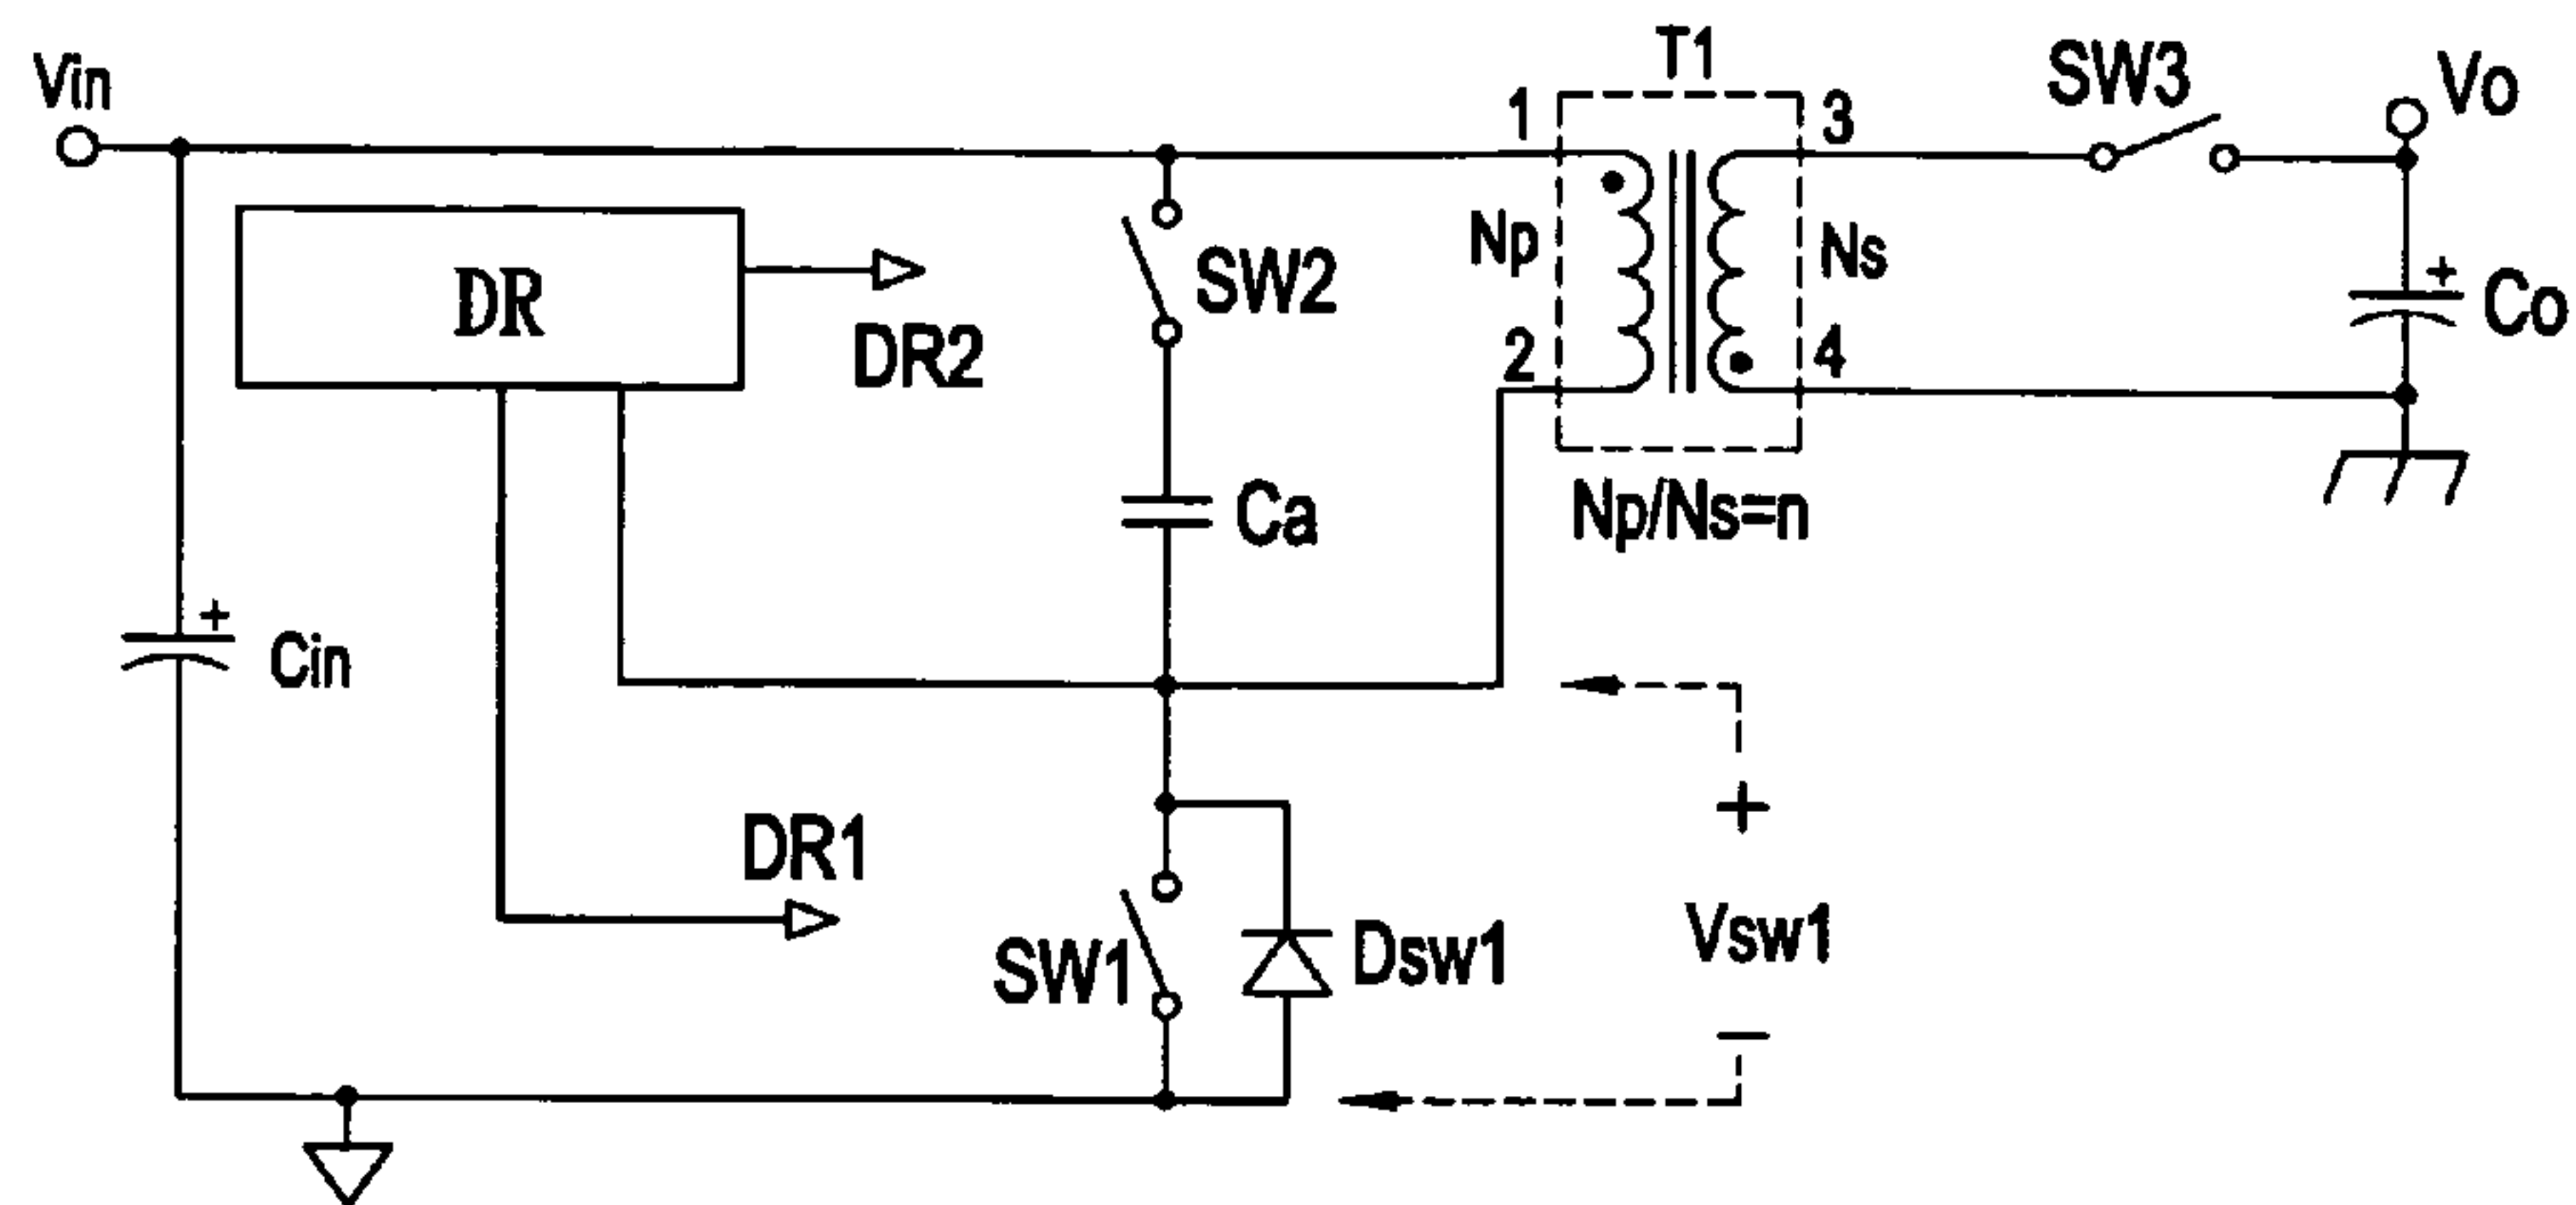 Vin
T1
SW3
Vo
1
3
DR
SW2
Np
Ns
+
Co
DR2
2
4
Ca
Np/Ns=n
+
Cin
+
DR1
SW1
Dsw1
Vsw1
−